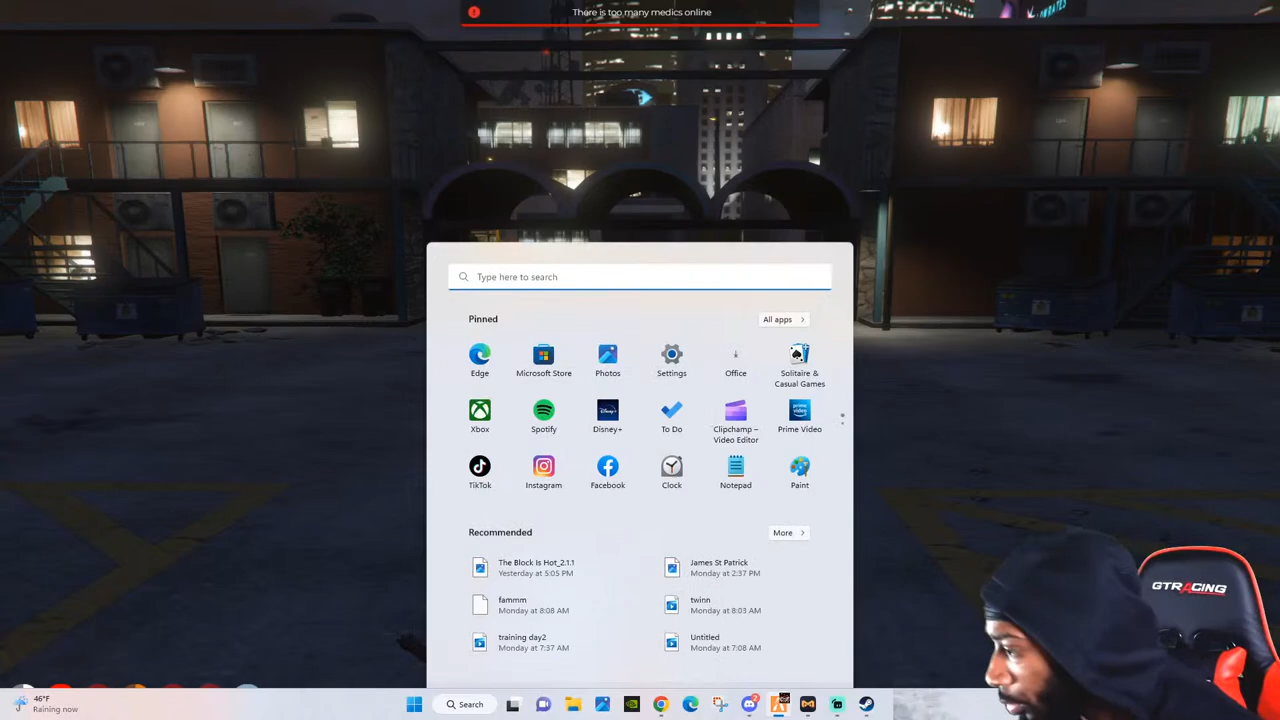 There is too many medics online
Type here to search
Pinned
All apps
Edge
Microsoft Store
Photos
Settings
Office
Solitaire &
Casual Games
Xbox
Spotify
Disney+
To Do
Clipchamp –
Video Editor
Prime Video
TikTok
Instagram
Facebook
Clock
Notepad
Paint
Recommended
More
The Block Is Hot_2.1.1
Yesterday at 5:05 PM
James St Patrick
Monday at 2:37 PM
fammm
Monday at 8:08 AM
twinn
Monday at 8:03 AM
training day2
Monday at 7:37 AM
Untitled
Monday at 7:08 AM
GTRACING
46°F
Raining now
Search